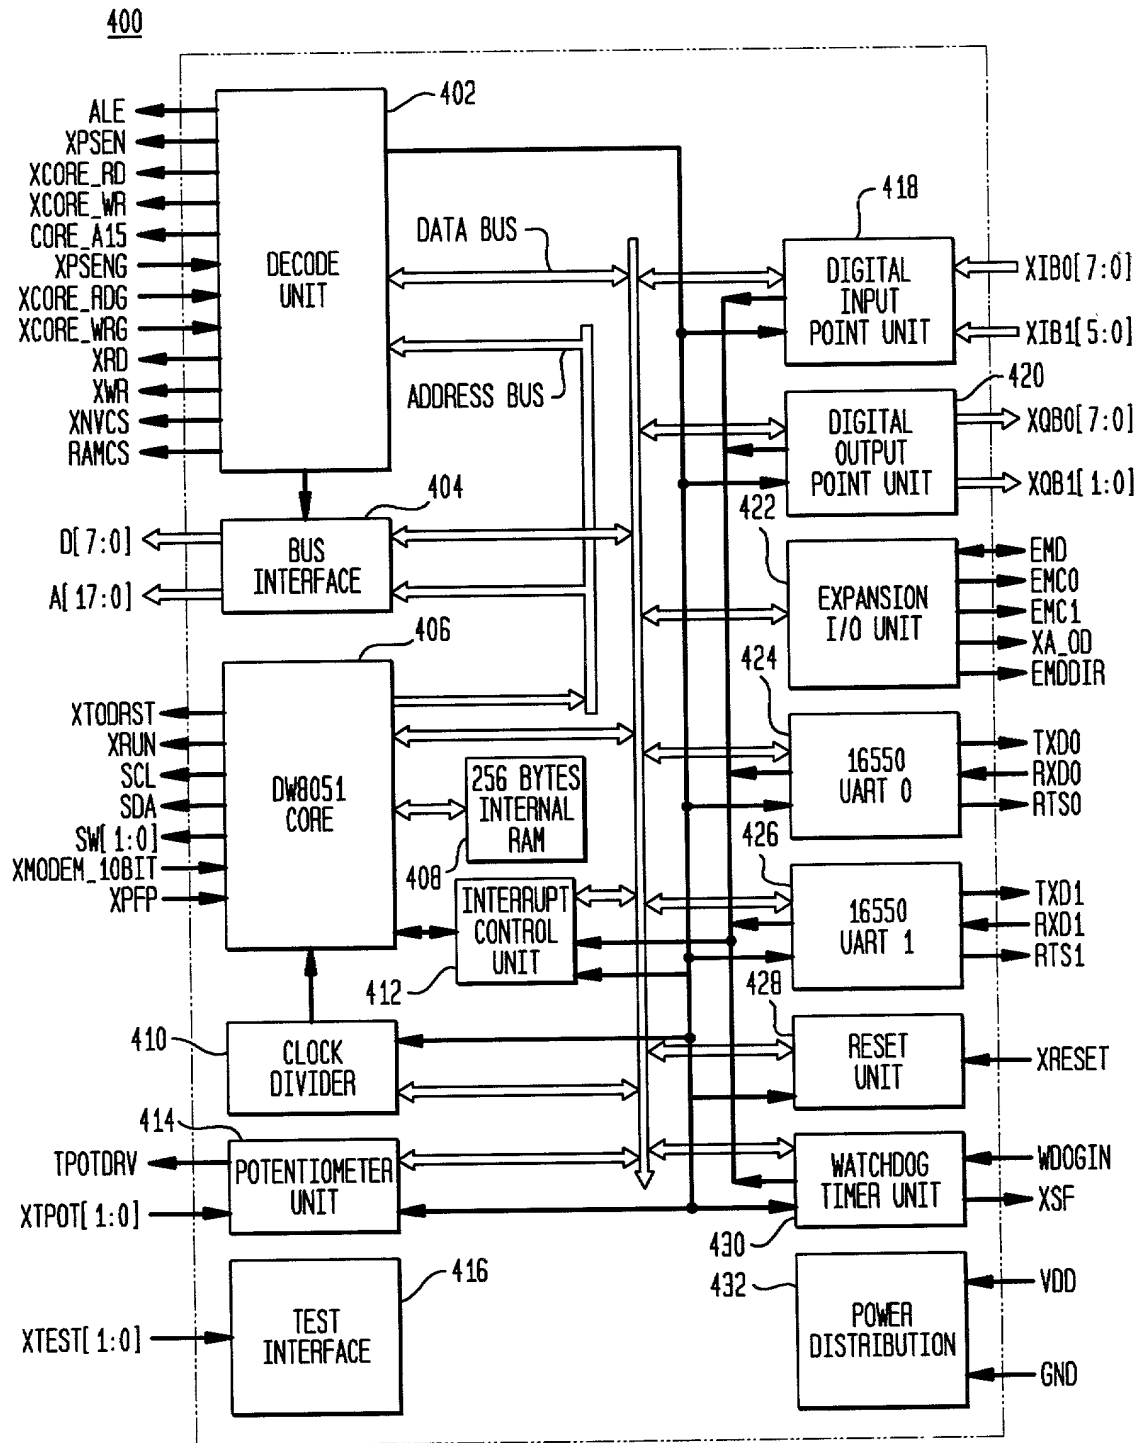 400
402
ALE
XPSEN
XCORE_RD
XCORE_WR
CORE_A15
XPSENG
XCORE_RDG
XCORE_WRG
XRD
XWR
XNVCS
RAMCS
DECODE
UNIT
DATA BUS
ADDRESS BUS
418
DIGITAL
INPUT
POINT UNIT
XIB0[7:0]
XIB1[5:0]
420
DIGITAL
OUTPUT
POINT UNIT
XQB0[7:0]
XQB1[1:0]
404
BUS
INTERFACE
D[7:0]
A[17:0]
422
EXPANSION
I/O UNIT
EMD
EMC0
EMC1
XA_OD
EMDDIR
406
DW8051
CORE
XTODRST
XRUN
SCL
SDA
SW[1:0]
XMODEM_10BIT
XPFP
256 BYTES
INTERNAL
RAM
408
424
16550
UART 0
TXD0
RXD0
RTS0
INTERRUPT
CONTROL
UNIT
412
426
16550
UART 1
TXD1
RXD1
RTS1
410
CLOCK
DIVIDER
428
RESET
UNIT
XRESET
414
POTENTIOMETER
UNIT
TPOTDRV
XTPOT[1:0]
WATCHDOG
TIMER UNIT
430
WDOGIN
XSF
416
TEST
INTERFACE
XTEST[1:0]
432
POWER
DISTRIBUTION
VDD
GND